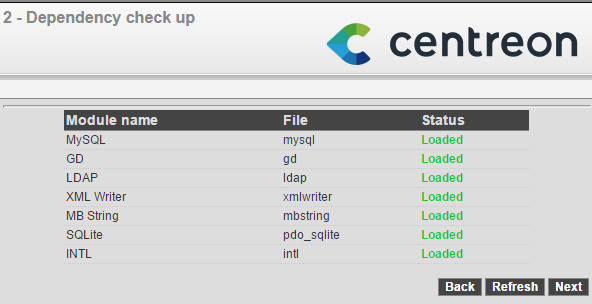 2 - Dependency check up
centreon
Module name File Status
MySQL mysql Loaded
GD gd Loaded
LDAP ldap Loaded
XML Writer xmlwriter Loaded
MB String mbstring Loaded
SQLite pdo_sqlite Loaded
INTL intl Loaded
Back Refresh Next